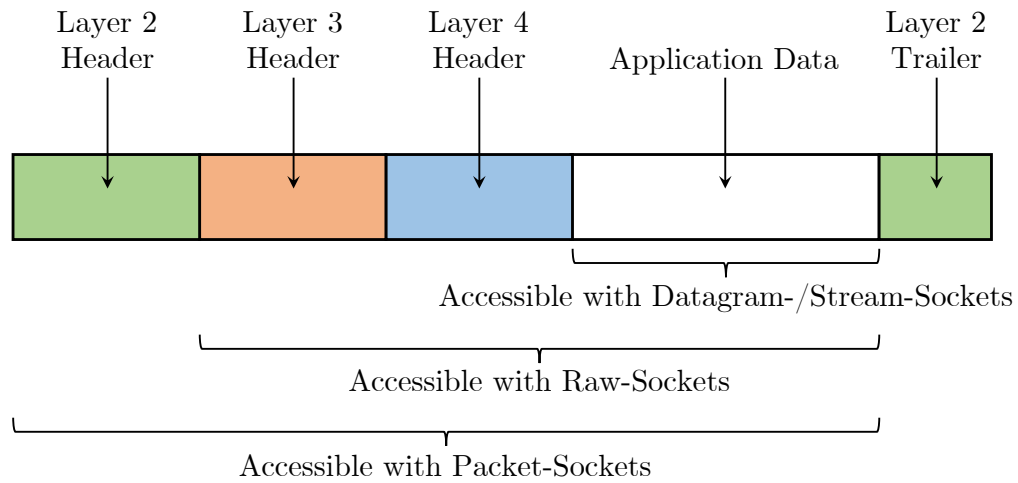 Layer 2
Header
Layer 3
Header
Layer 4
Header
Application Data
Layer 2
Trailer
Accessible with Datagram-/Stream-Sockets
Accessible with Raw-Sockets
Accessible with Packet-Sockets